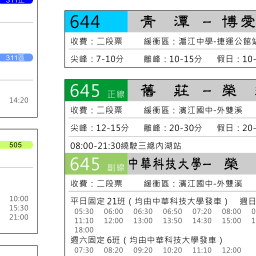 311區
14:20
505
10:00
15:30
21:00
644 青 潭 - 博愛
收費：二段票 緩衝區：滬江中學-捷運公館站
尖峰：7-10分 離峰：10-15分 假日：10-
645 正線 舊 莊 - 榮
收費：二段票 緩衝區：濱江國中-外雙溪
尖峰：12-15分 離峰：20-30分 假日：20-
08:00-21:30繞駛三總內湖站
645 副線 中華科技大學- 榮
收費：二段票 緩衝區：濱江國中-外雙溪
平日固定 21班（均由中華科技大學發車） 週日
05:30 06:00 06:30 06:50 07:20 08:00
11:10 12:00 13:00 13:50 14:30 15:00
18:00
週六固定 6班（均由中華科技大學發車）
07:30 08:20 09:20 10:20 11:10 12:00